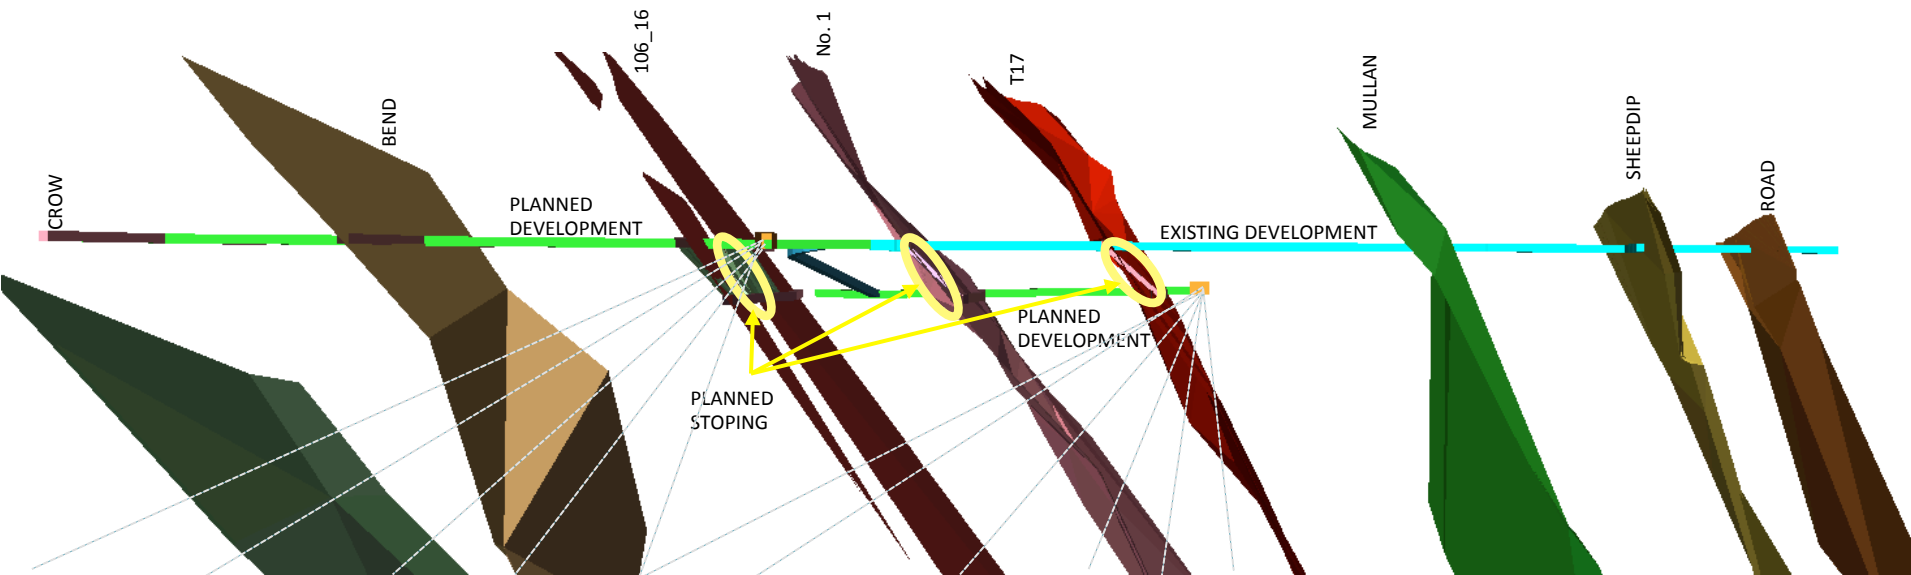 CROW
BEND
106_16
No. 1
T17
MULLAN
SHEEPDIP
ROAD
PLANNED
DEVELOPMENT
EXISTING DEVELOPMENT
PLANNED
DEVELOPMENT
PLANNED
STOPING